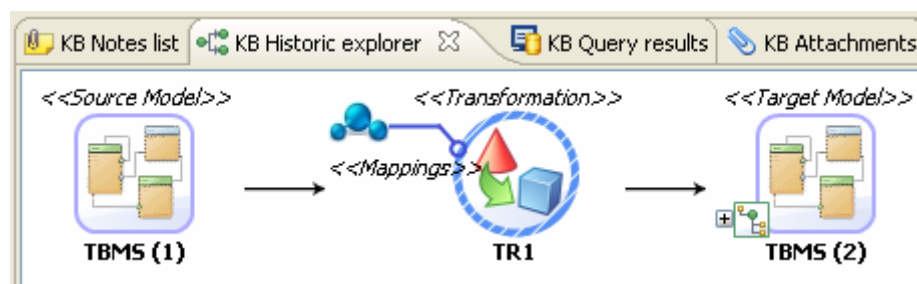 KB Notes list KB Historic explorer KB Query results KB Attachments
<<Source Model>> <<Transformation>> <<Target Model>>
<<Mappings>>
TBMS (1) TR1 TBMS (2)